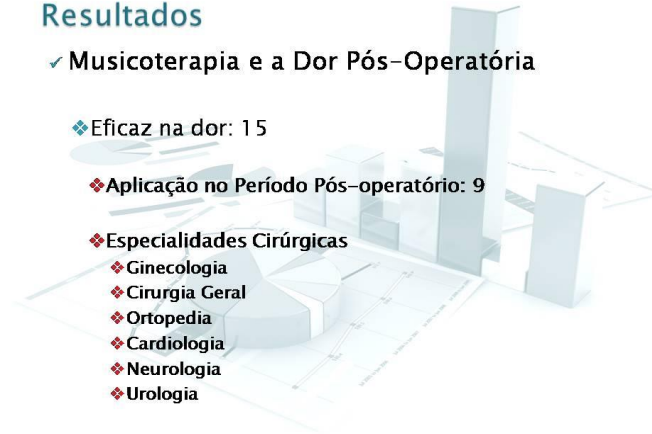 Resultados
Musicoterapia e a Dor Pós-Operatória
Eficaz na dor: 15
Aplicação no Período Pós-operatório: 9
Especialidades Cirúrgicas
Ginecologia
Cirurgia Geral
Ortopedia
Cardiologia
Neurologia
Urologia